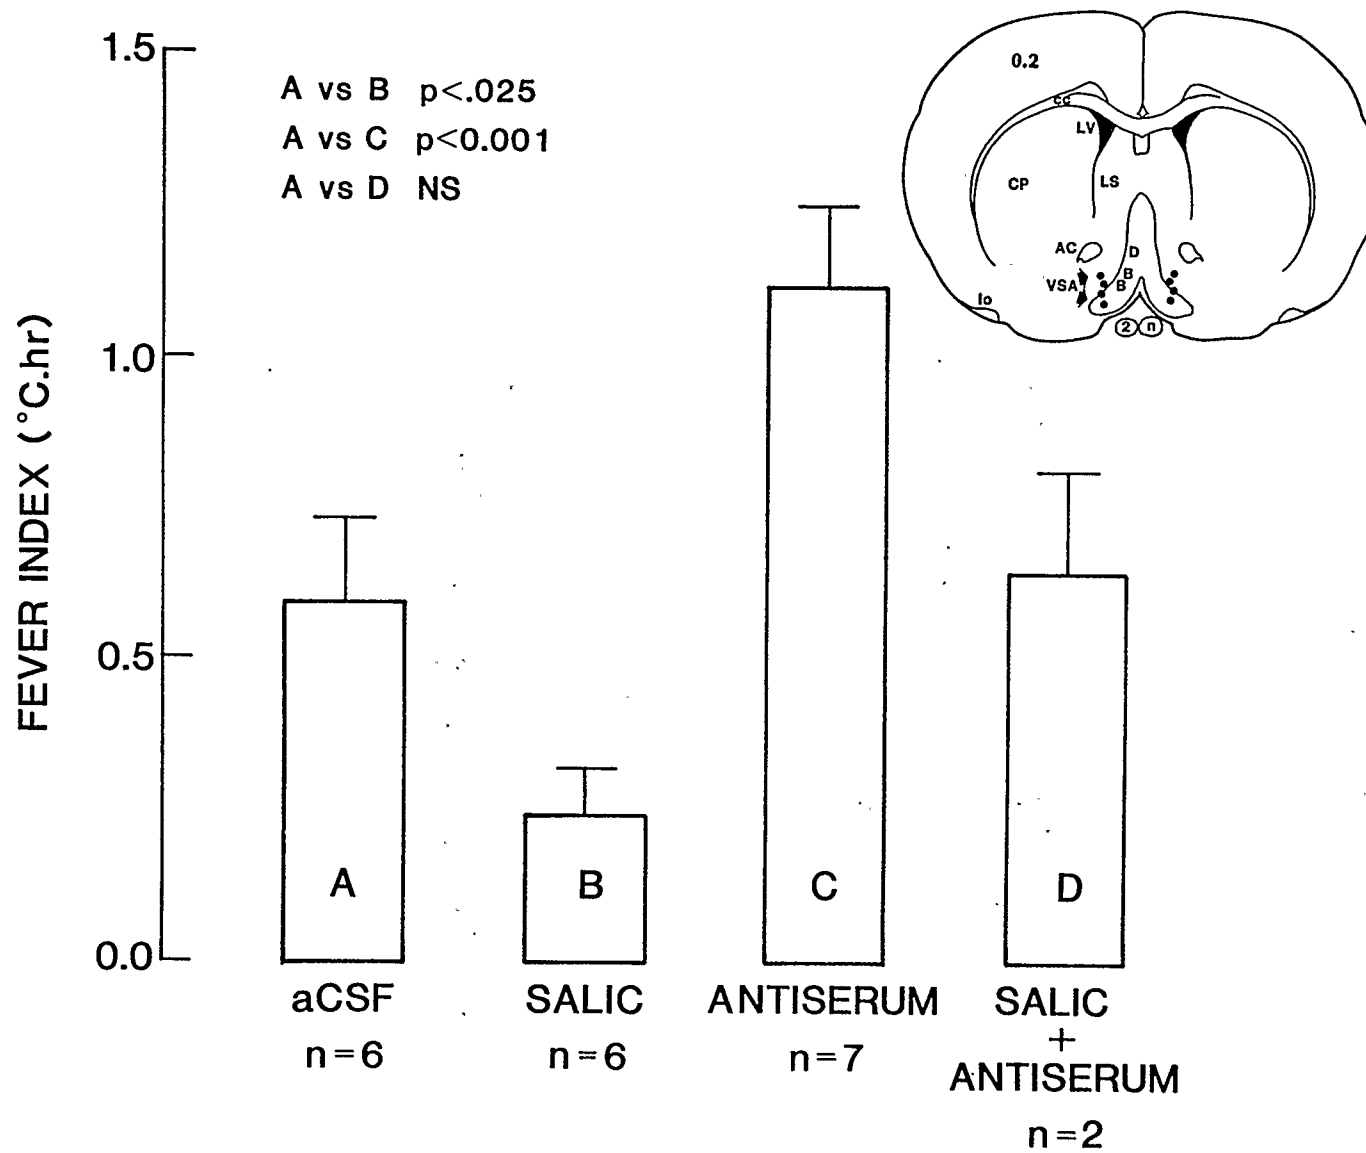 1.5
1.0
0.5
0.0
FEVER INDEX (°C.hr)
A vs B p<.025
A vs C p<0.001
A vs D NS
0.2
cc
LV
CP
LS
AC
D
VSA
B
B
lo
2
n
A
B
C
D
aCSF
n=6
SALIC
n=6
ANTISERUM
n=7
SALIC
+
ANTISERUM
n=2